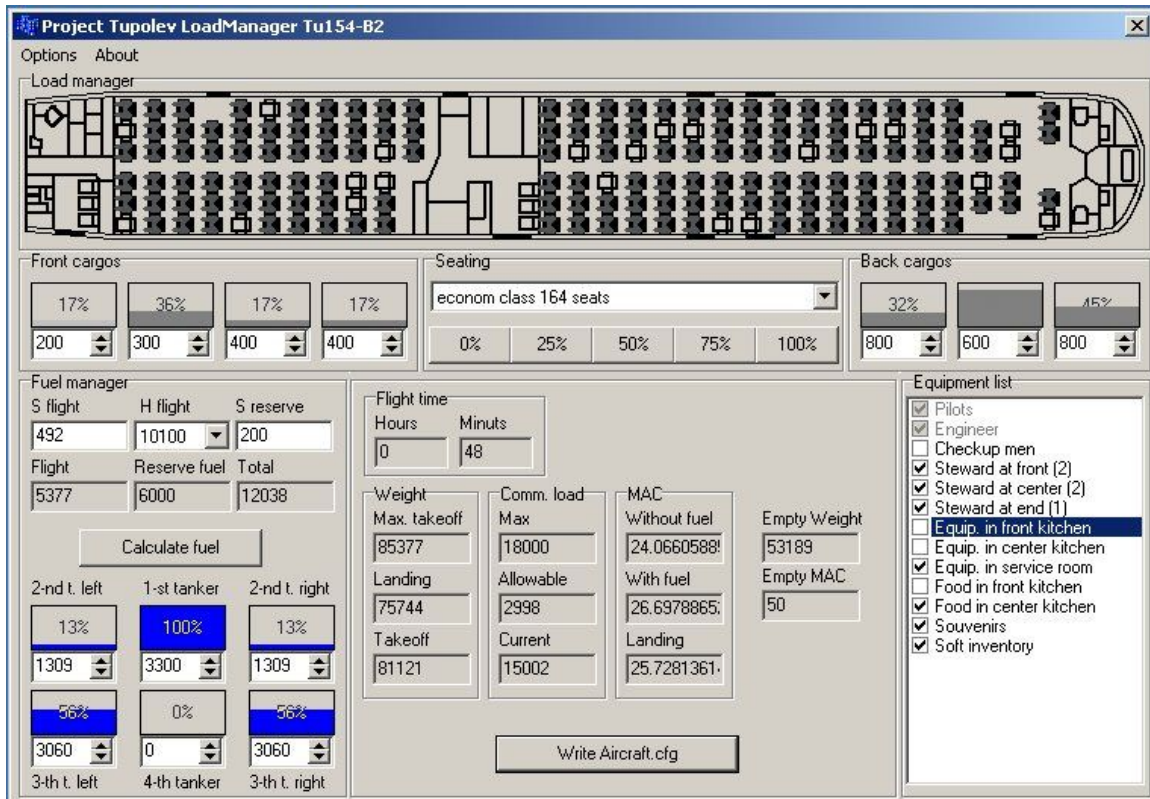 Project Tupolev LoadManager Tu154-B2
Options About
Load manager
Front cargos
17% 36% 17% 17%
200 300 400 400
Seating
econom class 164 seats
0% 25% 50% 75% 100%
Back cargos
32% 45%
800 600 800
Fuel manager
S flight H flight S reserve
492 10100 200
Flight Reserve fuel Total
5377 6000 12038
Calculate fuel
2-nd t. left 1-st tanker 2-nd t. right
13% 100% 13%
1309 3300 1309
56% 0% 56%
3060 0 3060
3-th t. left 4-th tanker 3-th t. right
Flight time
Hours Minuts
0 48
Weight
Max. takeoff
85377
Landing
75744
Takeoff
81121
Comm. load
Max
18000
Allowable
2998
Current
15002
MAC
Without fuel
24.0660588
With fuel
26.6978865
Landing
25.7281361
Empty Weight
53189
Empty MAC
50
Write Aircraft.cfg
Equipment list
Pilots
Engineer
Checkup men
Steward at front (2)
Steward at center (2)
Steward at end (1)
Equip. in front kitchen
Equip. in center kitchen
Equip. in service room
Food in front kitchen
Food in center kitchen
Souvenirs
Soft inventory